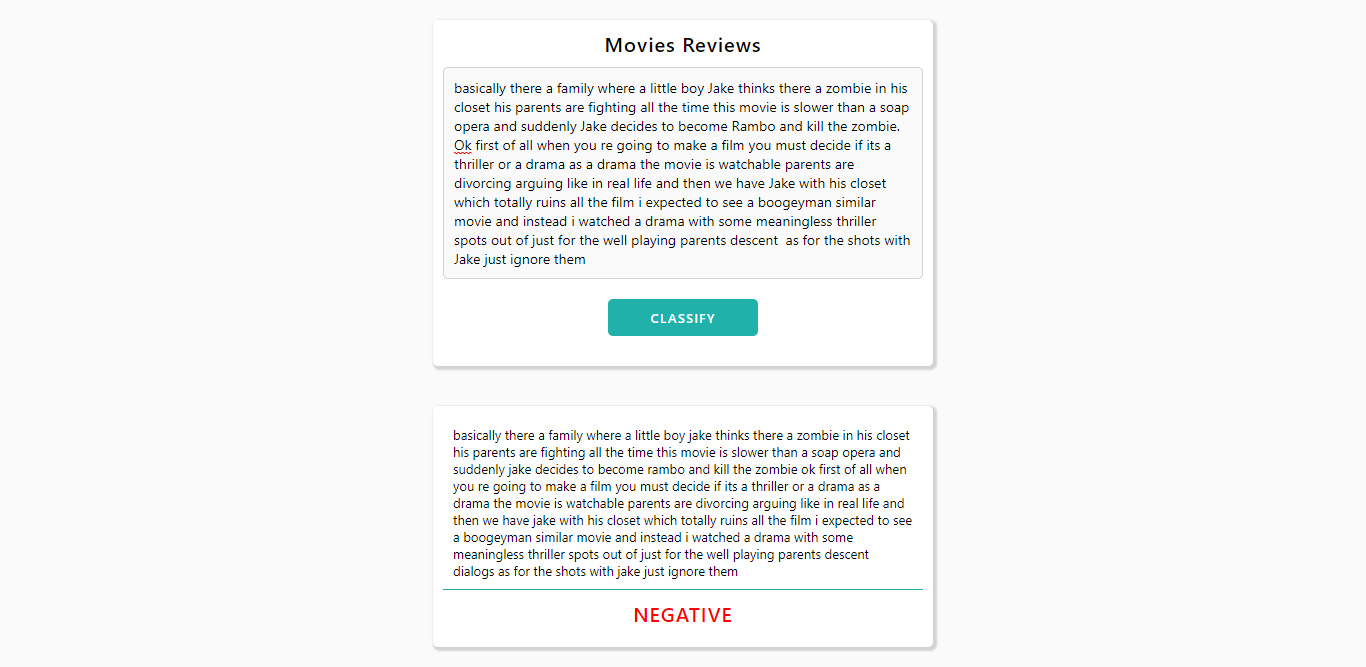 Movies Reviews
basically there a family where a little boy Jake thinks there a zombie in his
closet his parents are fighting all the time this movie is slower than a soap
opera and suddenly Jake decides to become Rambo and kill the zombie.
Ok first of all when you re going to make a film you must decide if its a
thriller or a drama as a drama the movie is watchable parents are
divorcing arguing like in real life and then we have Jake with his closet
which totally ruins all the film i expected to see a boogeyman similar
movie and instead i watched a drama with some meaningless thriller
spots out of just for the well playing parents descent  as for the shots with
Jake just ignore them
CLASSIFY
basically there a family where a little boy jake thinks there a zombie in his closet
his parents are fighting all the time this movie is slower than a soap opera and
suddenly jake decides to become rambo and kill the zombie ok first of all when
you re going to make a film you must decide if its a thriller or a drama as a
drama the movie is watchable parents are divorcing arguing like in real life and
then we have jake with his closet which totally ruins all the film i expected to see
a boogeyman similar movie and instead i watched a drama with some
meaningless thriller spots out of just for the well playing parents descent
dialogs as for the shots with jake just ignore them
NEGATIVE